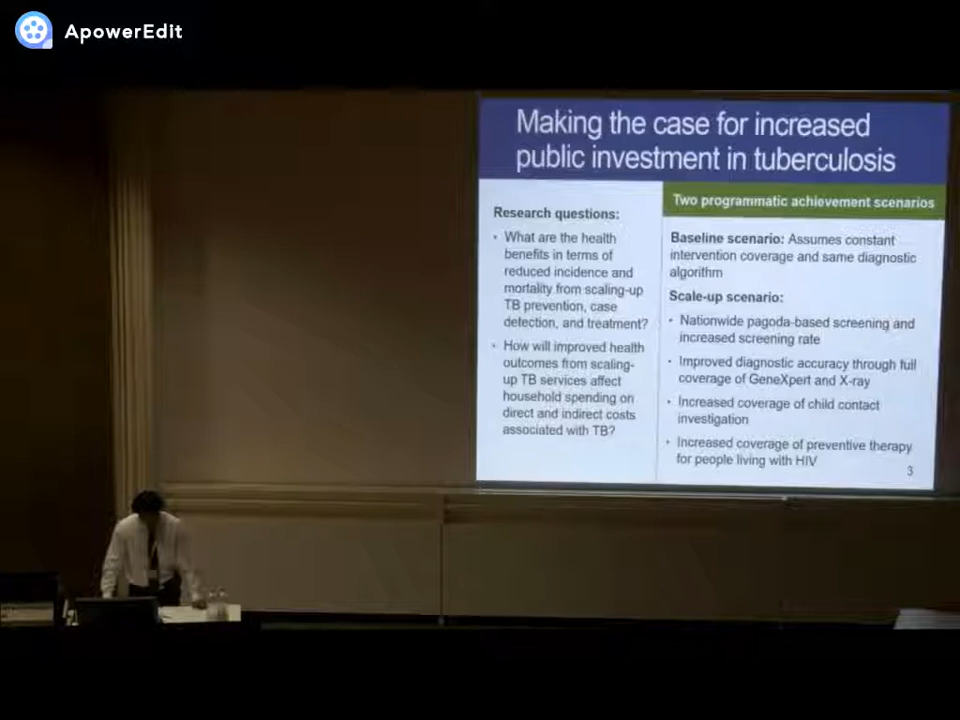 ApowerEdit
Making the case for increased
public investment in tuberculosis
Research questions:
• What are the health
benefits in terms of
reduced incidence and
mortality from scaling-up
TB prevention, case
detection, and treatment?
• How will improved health
outcomes from scaling-
up TB services affect
household spending on
direct and indirect costs
associated with TB?
Two programmatic achievement scenarios
Baseline scenario: Assumes constant
intervention coverage and same diagnostic
algorithm
Scale-up scenario:
• Nationwide pagoda-based screening and
increased screening rate
• Improved diagnostic accuracy through full
coverage of GeneXpert and X-ray
• Increased coverage of child contact
investigation
• Increased coverage of preventive therapy
for people living with HIV
3